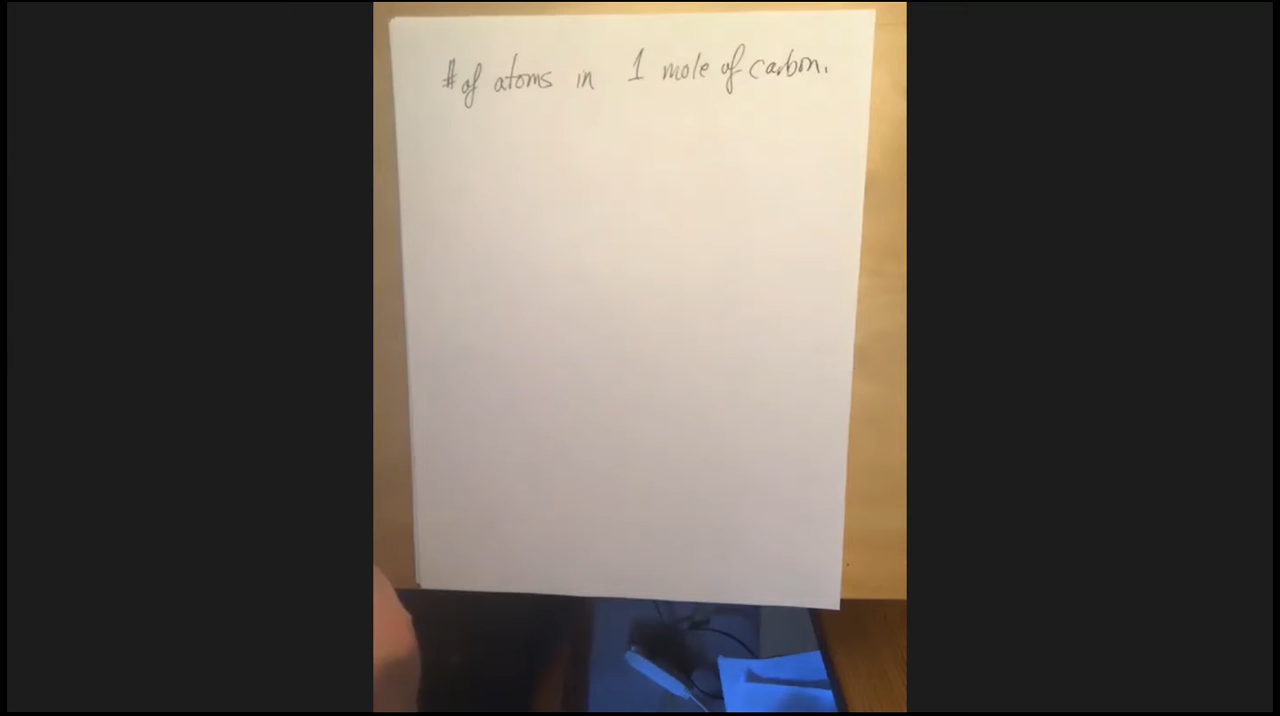 # of atoms in 1 mole of carbon.